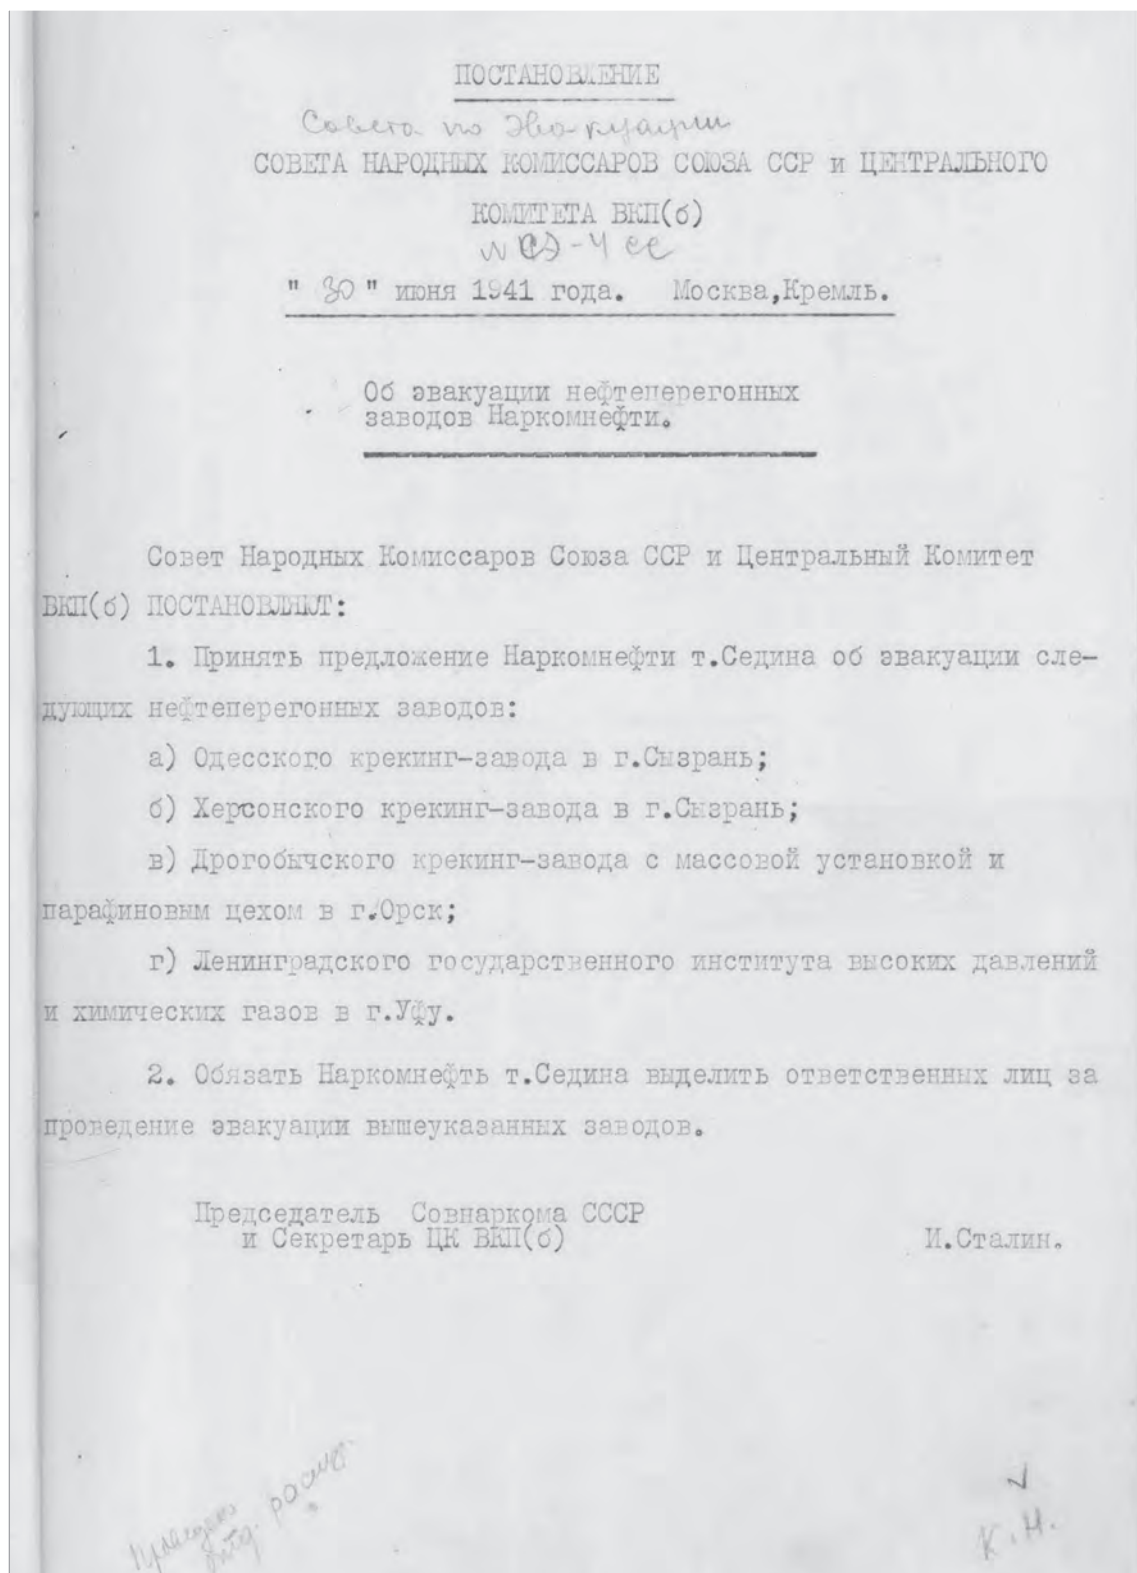 ПОСТАНОВЛЕНИЕ
Совета по Эвакуации
СОВЕТА НАРОДНЫХ КОМИССАРОВ СОЮЗА ССР и ЦЕНТРАЛЬНОГО
КОМИТЕТА ВКП(б)
№ СЭ-4 сс
" 30 " июня 1941 года. Москва,Кремль.
Об эвакуации нефтеперегонных
заводов Наркомнефти.
Совет Народных Комиссаров Союза ССР и Центральный Комитет
ВКП(б) ПОСТАНОВЛЯЮТ:
1. Принять предложение Наркомнефти т.Седина об эвакуации сле-
дующих нефтеперегонных заводов:
а) Одесского крекинг-завода в г.Сызрань;
б) Херсонского крекинг-завода в г.Сызрань;
в) Дрогобычского крекинг-завода с массовой установкой и
парафиновым цехом в г.Орск;
г) Ленинградского государственного института высоких давлений
и химических газов в г.Уфу.
2. Обязать Наркомнефть т.Седина выделить ответственных лиц за
проведение эвакуации вышеуказанных заводов.
Председатель Совнаркома СССР
и Секретарь ЦК ВКП(б) И.Сталин.
К.Н.